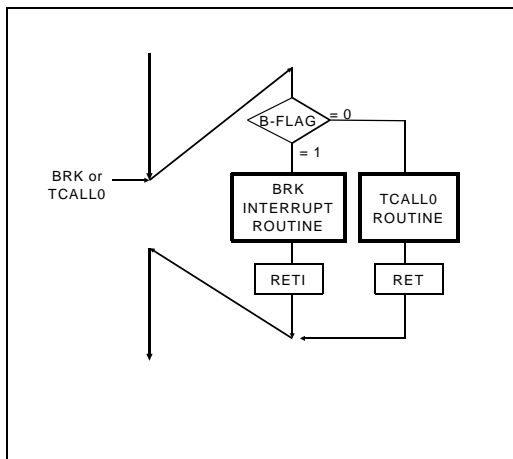 B-FLAG
= 0
= 1
BRK or
TCALL0
BRK
INTERRUPT
ROUTINE
TCALL0
ROUTINE
RETI
RET